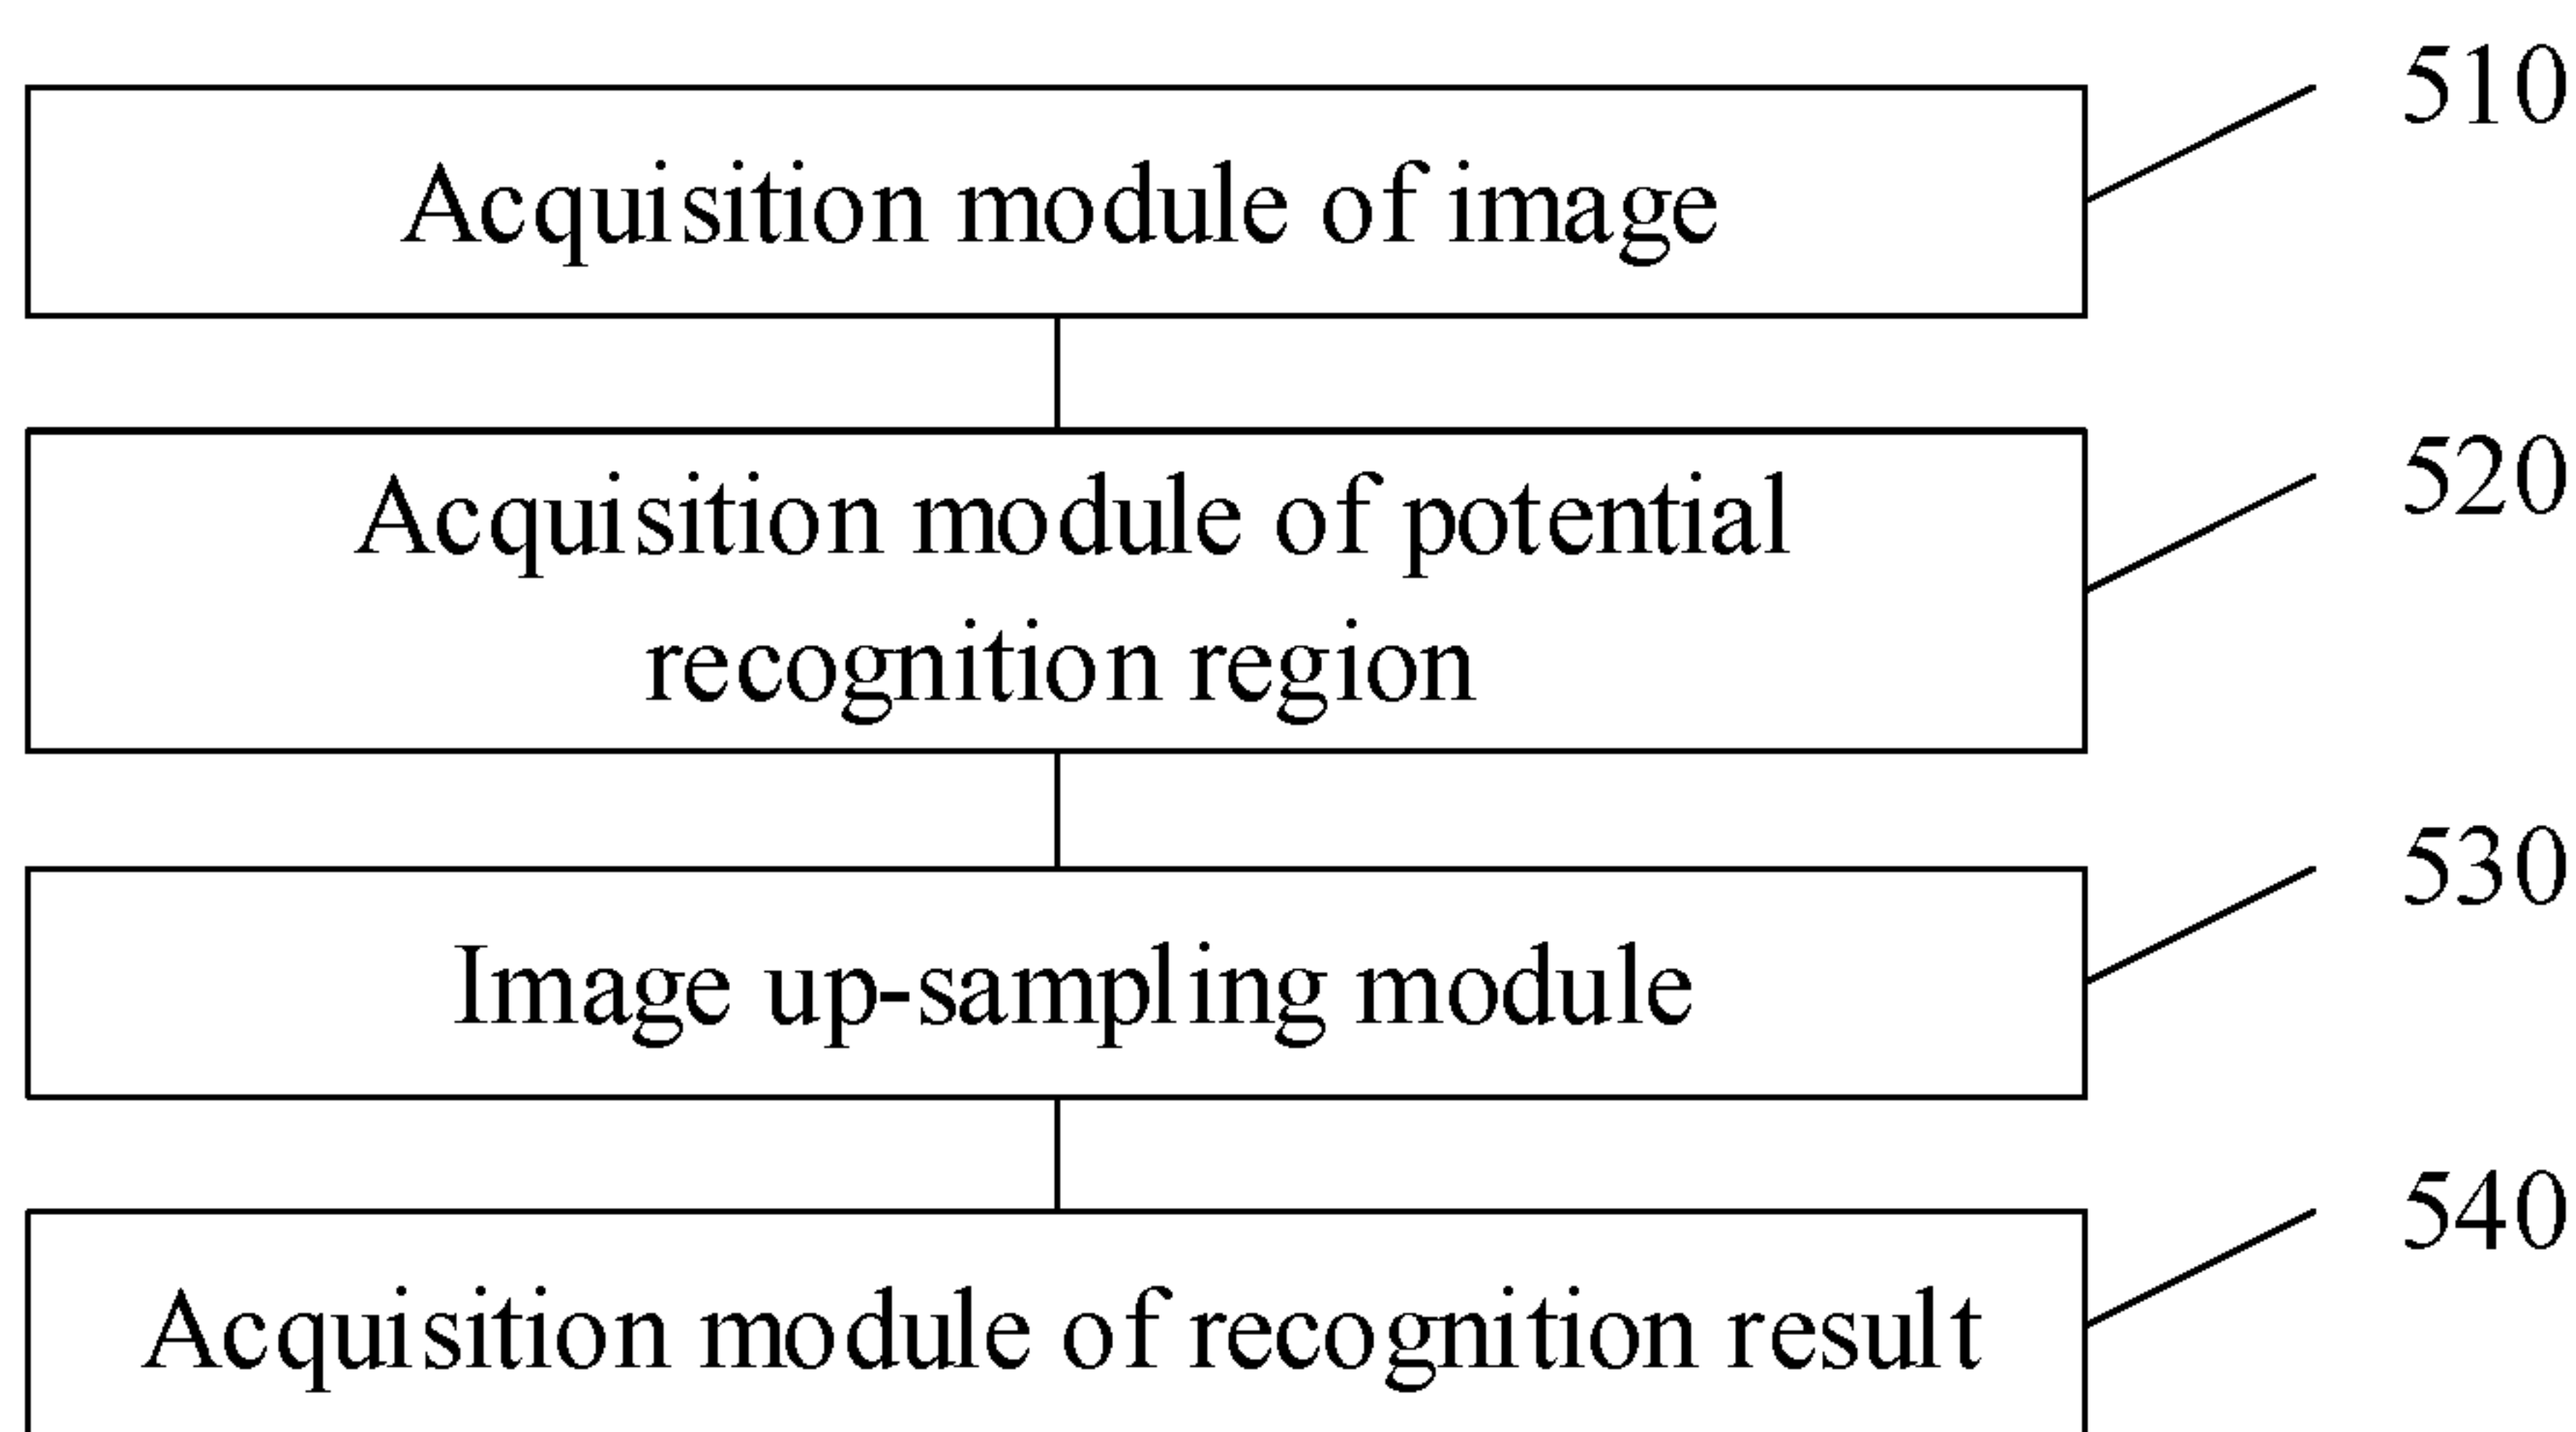 510
Acquisition module of image
520
Acquisition module of potential
recognition region
530
Image up-sampling module
540
Acquisition module of recognition result